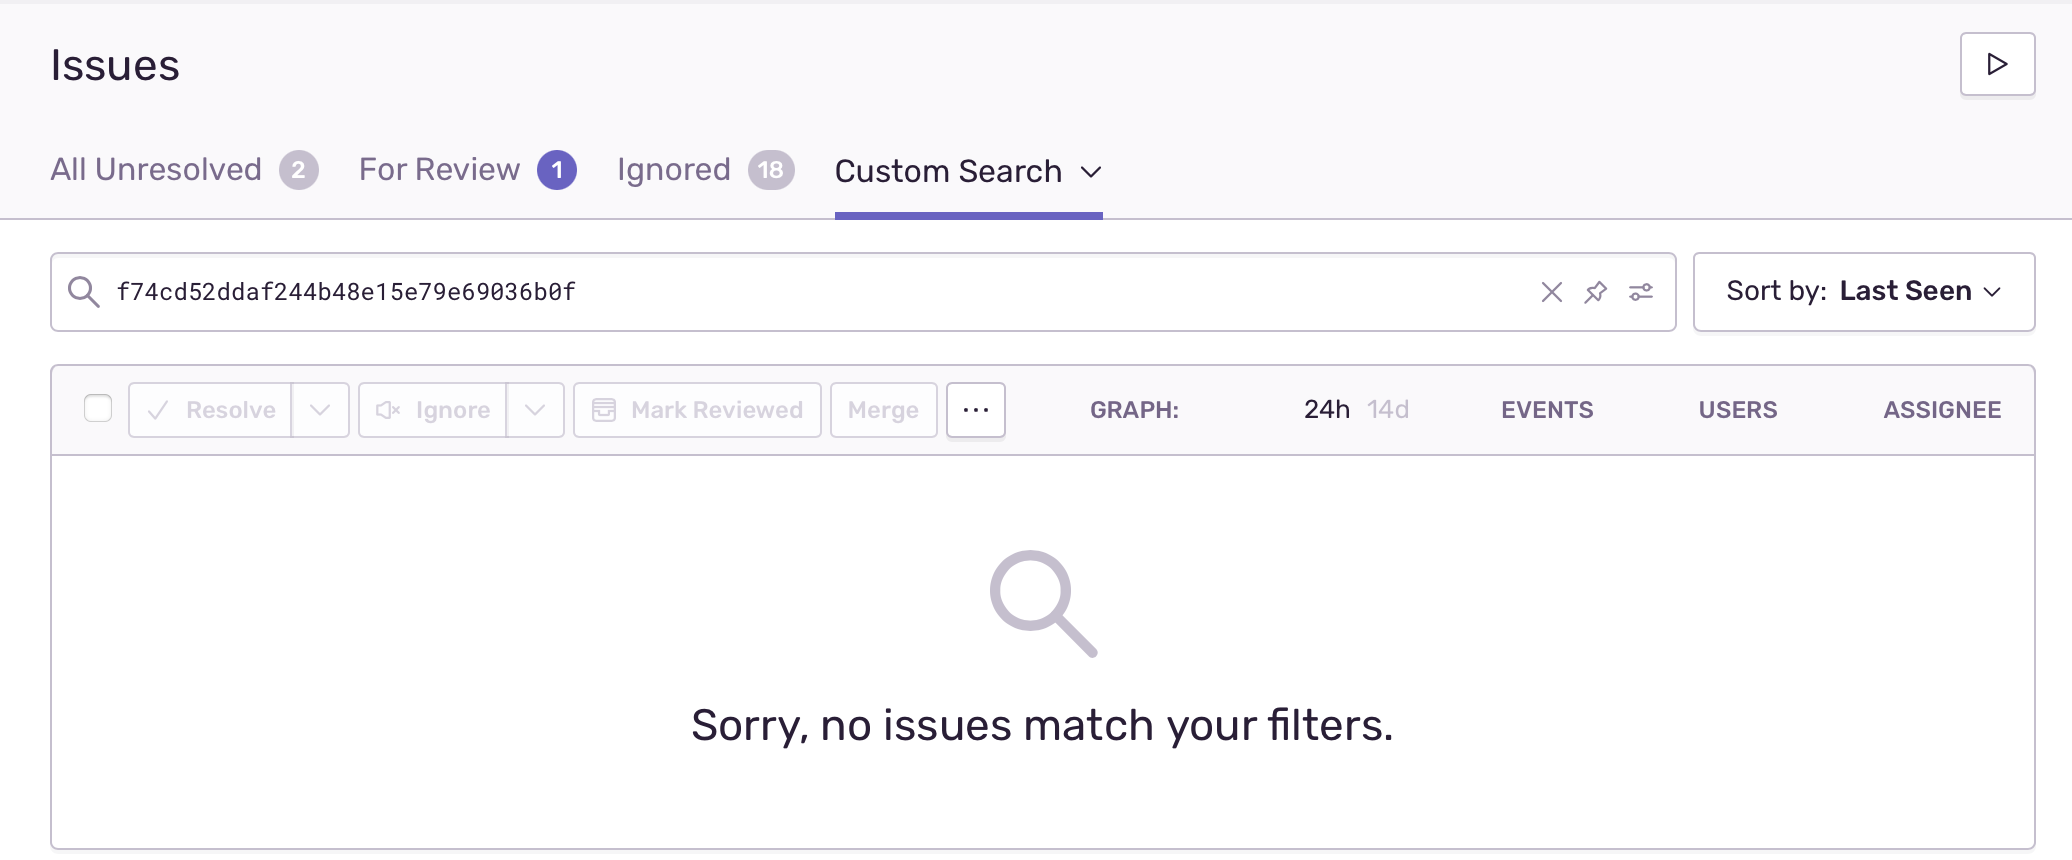 Issues
All Unresolved 2 For Review 1 Ignored 18 Custom Search
f74cd52ddaf244b48e15e79e69036b0f Sort by: Last Seen
Resolve Ignore Mark Reviewed Merge ... GRAPH: 24h 14d EVENTS USERS ASSIGNEE
Sorry, no issues match your filters.